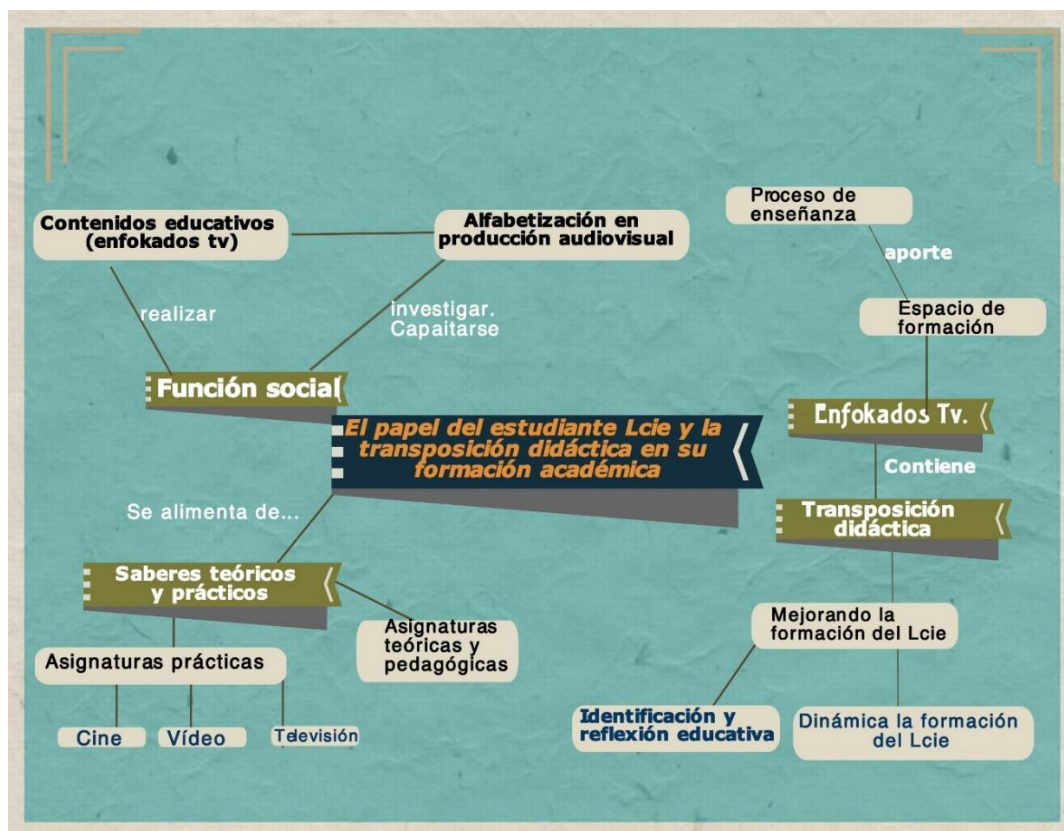 Contenidos educativos
(enfokados tv)
Alfabetización en
producción audiovisual
realizar
investigar.
Capaitarse
Función social
El papel del estudiante Lcie y la
transposición didáctica en su
formación académica
Se alimenta de...
Saberes teóricos
y prácticos
Asignaturas
teóricas y
pedagógicas
Asignaturas prácticas
Cine
Vídeo
Televisión
Proceso de
enseñanza
aporte
Espacio de
formación
Enfokados Tv.
Contiene
Transposición
didáctica
Mejorando la
formación del Lcie
Identificación y
reflexión educativa
Dinámica la formación
del Lcie